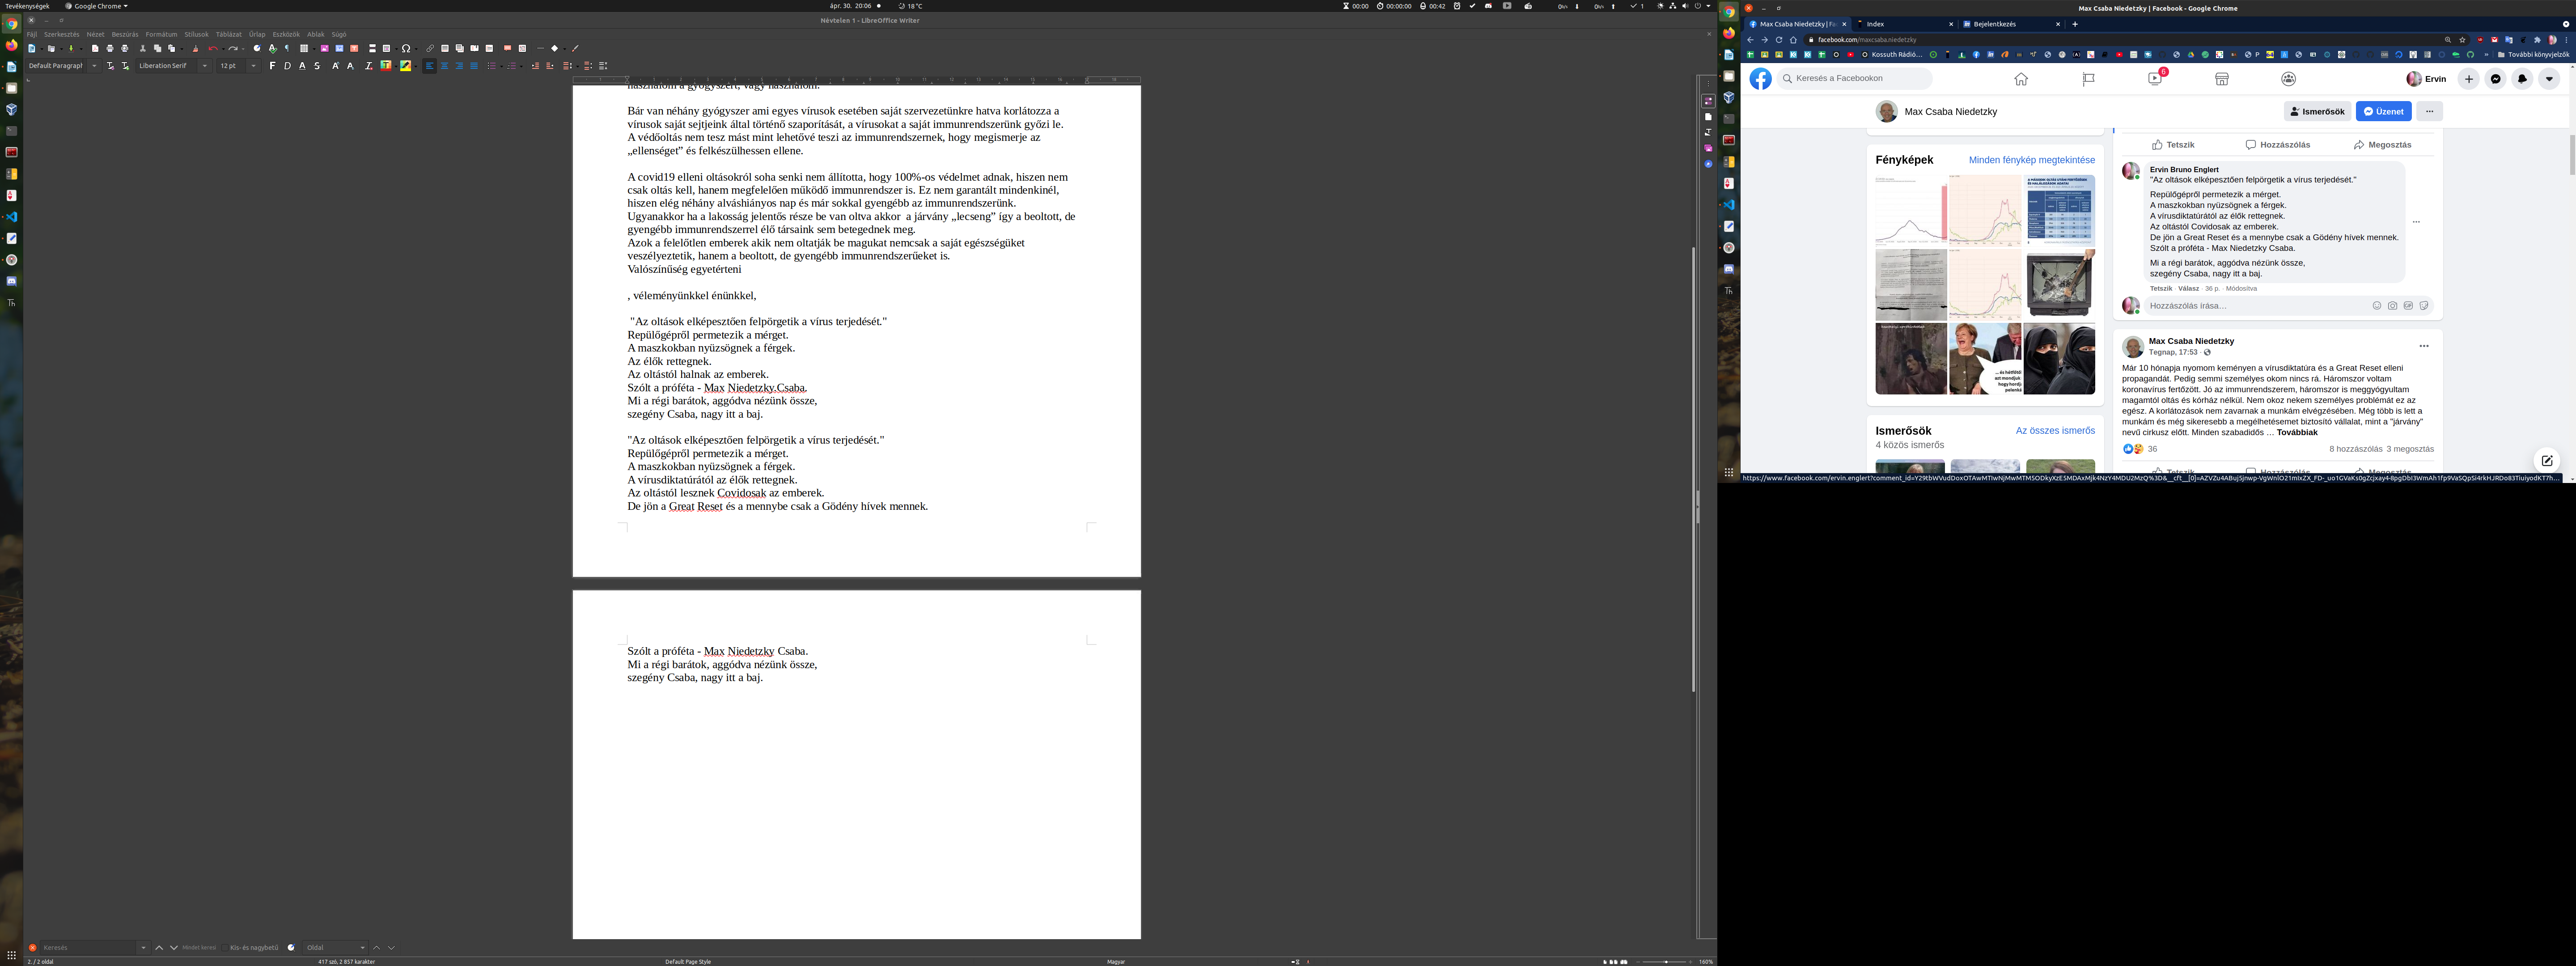 Tevékenységek
Google Chrome
ápr. 30. 20:06
18 °C
00:00
00:00:00
00:42
1
Névtelen 1 - LibreOffice Writer
Fájl Szerkesztés Nézet Beszúrás Formátum Stílusok Táblázat Űrlap Eszközök Ablak Súgó
Default Paragraph
Liberation Serif
12 pt
használom a gyógyszert, vagy használom.
Bár van néhány gyógyszer ami egyes vírusok esetében saját szervezetünkre hatva korlátozza a
vírusok saját sejtjeink által történő szaporítását, a vírusokat a saját immunrendszerünk győzi le.
A védőoltás nem tesz mást mint lehetővé teszi az immunrendszernek, hogy megismerje az
„ellenséget” és felkészülhessen ellene.
A covid19 elleni oltásokról soha senki nem állította, hogy 100%-os védelmet adnak, hiszen nem
csak oltás kell, hanem megfelelően működő immunrendszer is. Ez nem garantált mindenkinél,
hiszen elég néhány alváshiányos nap és már sokkal gyengébb az immunrendszerünk.
Ugyanakkor ha a lakosság jelentős része be van oltva akkor  a járvány „lecseng” így a beoltott, de
gyengébb immunrendszerrel élő társaink sem betegednek meg.
Azok a felelőtlen emberek akik nem oltatják be magukat nemcsak a saját egészségüket
veszélyeztetik, hanem a beoltott, de gyengébb immunrendszerűeket is.
Valószínűség egyetérteni
, véleményünkkel énünkkel,
"Az oltások elképesztően felpörgetik a vírus terjedését."
Repülőgépről permetezik a mérget.
A maszkokban nyüzsögnek a férgek.
Az élők rettegnek.
Az oltástól halnak az emberek.
Szólt a próféta - Max Niedetzky.Csaba.
Mi a régi barátok, aggódva nézünk össze,
szegény Csaba, nagy itt a baj.
"Az oltások elképesztően felpörgetik a vírus terjedését."
Repülőgépről permetezik a mérget.
A maszkokban nyüzsögnek a férgek.
A vírusdiktatúrától az élők rettegnek.
Az oltástól lesznek Covidosak az emberek.
De jön a Great Reset és a mennybe csak a Gödény hívek mennek.
Szólt a próféta - Max Niedetzky Csaba.
Mi a régi barátok, aggódva nézünk össze,
szegény Csaba, nagy itt a baj.
Keresés
Mindet keresi
Kis- és nagybetű
Oldal
2. / 2 oldal
417 szó, 2 857 karakter
Default Page Style
Magyar
160%
Max Csaba Niedetzky | Facebook - Google Chrome
Max Csaba Niedetzky | Fa
Index
Bejelentkezés
facebook.com/maxcsaba.niedetzky
Kossuth Rádió...
További könyvjelzők
Keresés a Facebookon
6
Ervin
Max Csaba Niedetzky
Ismerősök
Üzenet
Fényképek
Minden fénykép megtekintése
Ismerősök
Az összes ismerős
4 közös ismerős
Tetszik
Hozzászólás
Megosztás
Ervin Bruno Englert
"Az oltások elképesztően felpörgetik a vírus terjedését."
Repülőgépről permetezik a mérget.
A maszkokban nyüzsögnek a férgek.
A vírusdiktatúrától az élők rettegnek.
Az oltástól Covidosak az emberek.
De jön a Great Reset és a mennybe csak a Gödény hívek mennek.
Szólt a próféta - Max Niedetzky Csaba.
Mi a régi barátok, aggódva nézünk össze,
szegény Csaba, nagy itt a baj.
Tetszik · Válasz · 36 p. · Módosítva
Hozzászólás írása...
Max Csaba Niedetzky
Tegnap, 17:53
Már 10 hónapja nyomom keményen a vírusdiktatúra és a Great Reset elleni
propagandát. Pedig semmi személyes okom nincs rá. Háromszor voltam
koronavírus fertőzött. Jó az immunrendszerem, háromszor is meggyógyultam
magamtól oltás és kórház nélkül. Nem okoz nekem személyes problémát ez az
egész. A korlátozások nem zavarnak a munkám elvégzésében. Még több is lett a
munkám és még sikeresebb a megélhetésemet biztosító vállalat, mint a "járvány"
nevű cirkusz előtt. Minden szabadidős ... Továbbiak
36
8 hozzászólás 3 megosztás
Tetszik
Hozzászólás
Megosztás